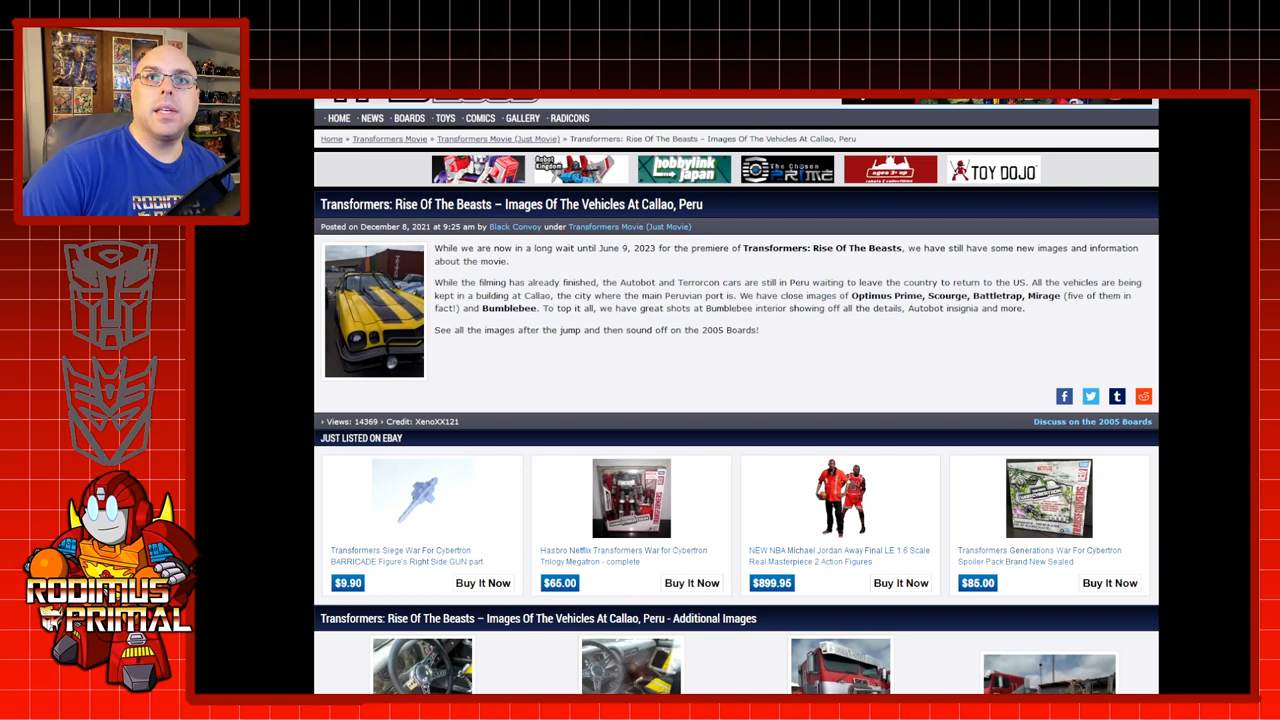 · HOME · NEWS · BOARDS · TOYS · COMICS · GALLERY · RADICONS
Home » Transformers Movie » Transformers Movie (Just Movie) » Transformers: Rise Of The Beasts – Images Of The Vehicles At Callao, Peru
Robot Kingdom
hobbylink japan
The Chosen PRIME
ages 3 up
robots & collectibles
TOY DOJO
Transformers: Rise Of The Beasts – Images Of The Vehicles At Callao, Peru
Posted on December 8, 2021 at 9:25 am by Black Convoy under Transformers Movie (Just Movie)
While we are now in a long wait until June 9, 2023 for the premiere of Transformers: Rise Of The Beasts, we have still have some new images and information
about the movie.
While the filming has already finished, the Autobot and Terrorcon cars are still in Peru waiting to leave the country to return to the US. All the vehicles are being
kept in a building at Callao, the city where the main Peruvian port is. We have close images of Optimus Prime, Scourge, Battletrap, Mirage (five of them in
fact!) and Bumblebee. To top it all, we have great shots at Bumblebee interior showing off all the details, Autobot insignia and more.
See all the images after the jump and then sound off on the 2005 Boards!
› Views: 14369 › Credit: XenoXX121
Discuss on the 2005 Boards
JUST LISTED ON EBAY
Transformers Siege War For Cybertron
BARRICADE Figure's Right Side GUN part
$9.90 Buy It Now
Hasbro Netflix Transformers War for Cybertron
Trilogy Megatron - complete
$65.00 Buy It Now
NEW NBA Michael Jordan Away Final LE 1:6 Scale
Real Masterpiece 2 Action Figures
$899.95 Buy It Now
Transformers Generations War For Cybertron
Spoiler Pack Brand New Sealed
$85.00 Buy It Now
Transformers: Rise Of The Beasts – Images Of The Vehicles At Callao, Peru - Additional Images
RODIMUS
PRIMAL